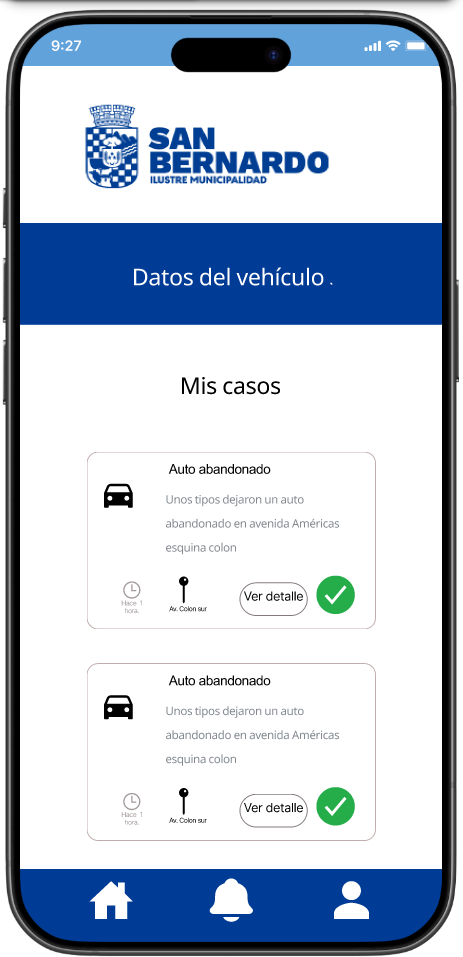 9:27
SAN
BERNARDO
ILUSTRE MUNICIPALIDAD
Datos del vehículo .
Mis casos
Auto abandonado
Unos tipos dejaron un auto
abandonado en avenida Américas
esquina colon
Hace 1
hora.
Av. Colon sur
Ver detalle
Auto abandonado
Unos tipos dejaron un auto
abandonado en avenida Américas
esquina colon
Hace 1
hora.
Av. Colon sur
Ver detalle